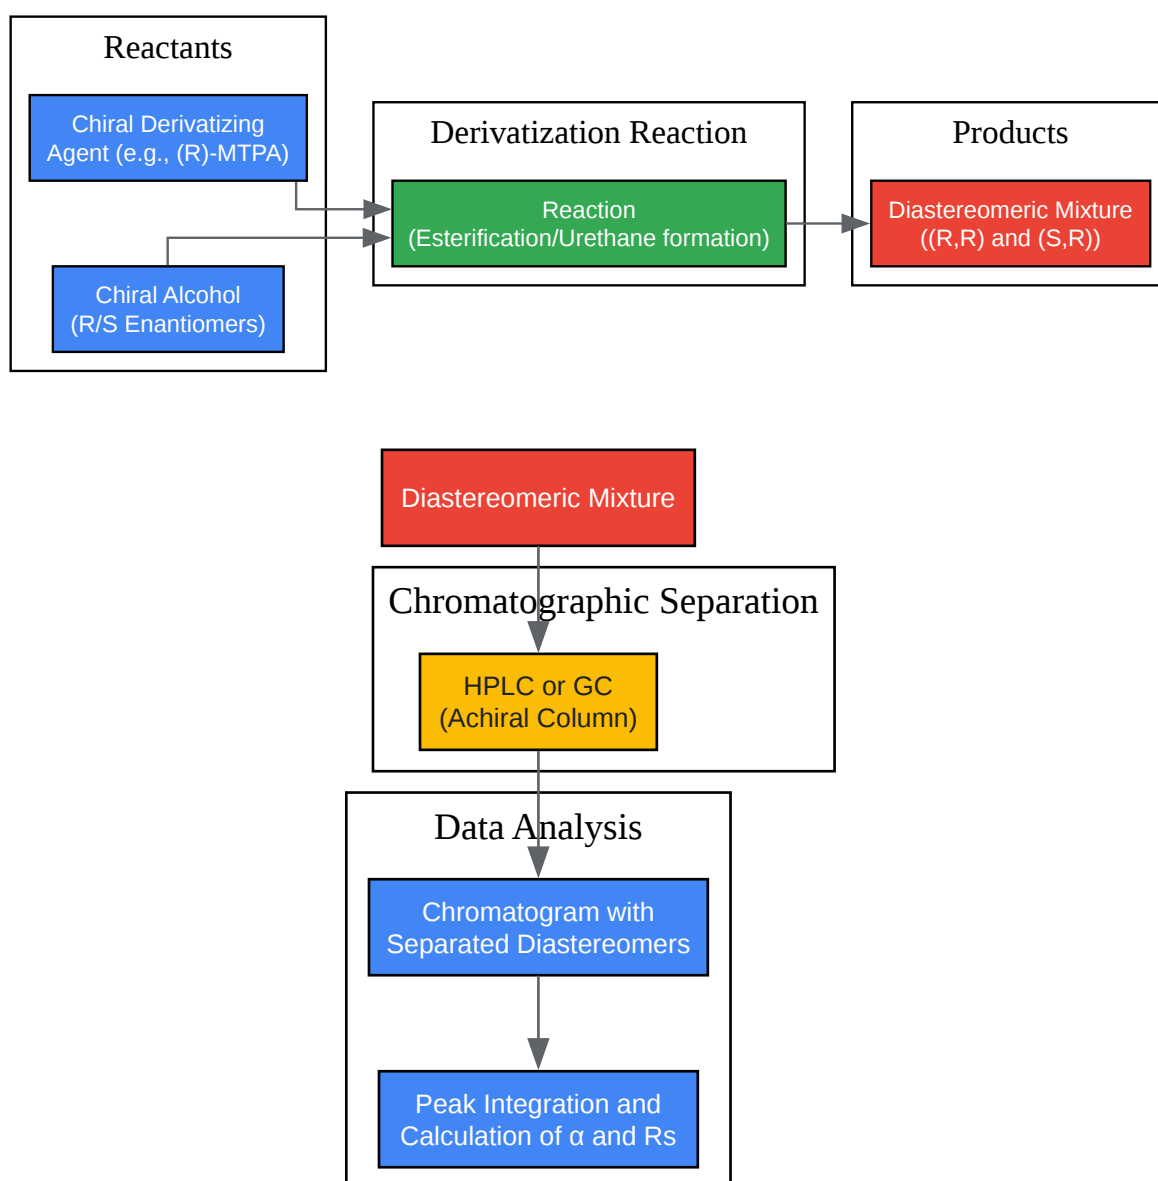 Reactants
Chiral Derivatizing
Agent (e.g., (R)-MTPA)
Chiral Alcohol
(R/S Enantiomers)
Derivatization Reaction
Reaction
(Esterification/Urethane formation)
Products
Diastereomeric Mixture
((R,R) and (S,R))
Diastereomeric Mixture
Chromatographic Separation
HPLC or GC
(Achiral Column)
Data Analysis
Chromatogram with
Separated Diastereomers
Peak Integration and
Calculation of α and Rs